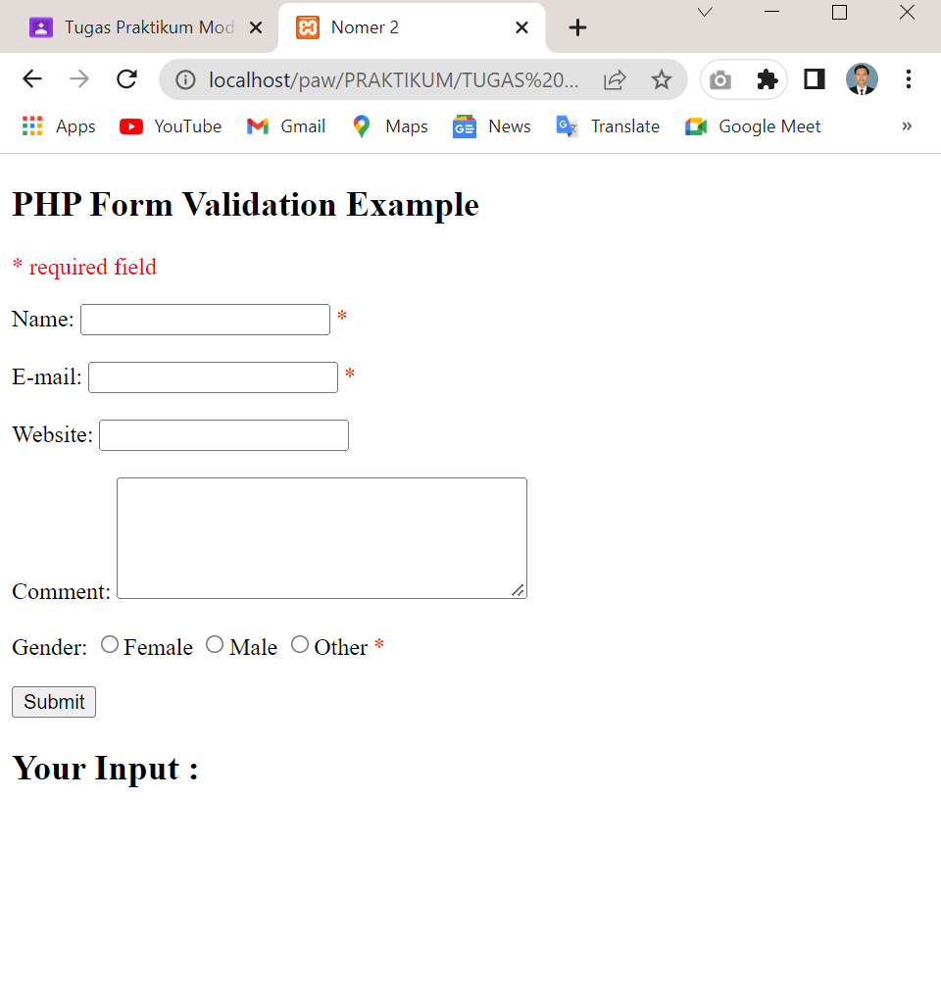 Tugas Praktikum Mod
Nomer 2
localhost/paw/PRAKTIKUM/TUGAS%20...
Apps YouTube Gmail Maps News Translate Google Meet »
PHP Form Validation Example
* required field
Name: *
E-mail: *
Website:
Comment:
Gender: Female Male Other *
Submit
Your Input :